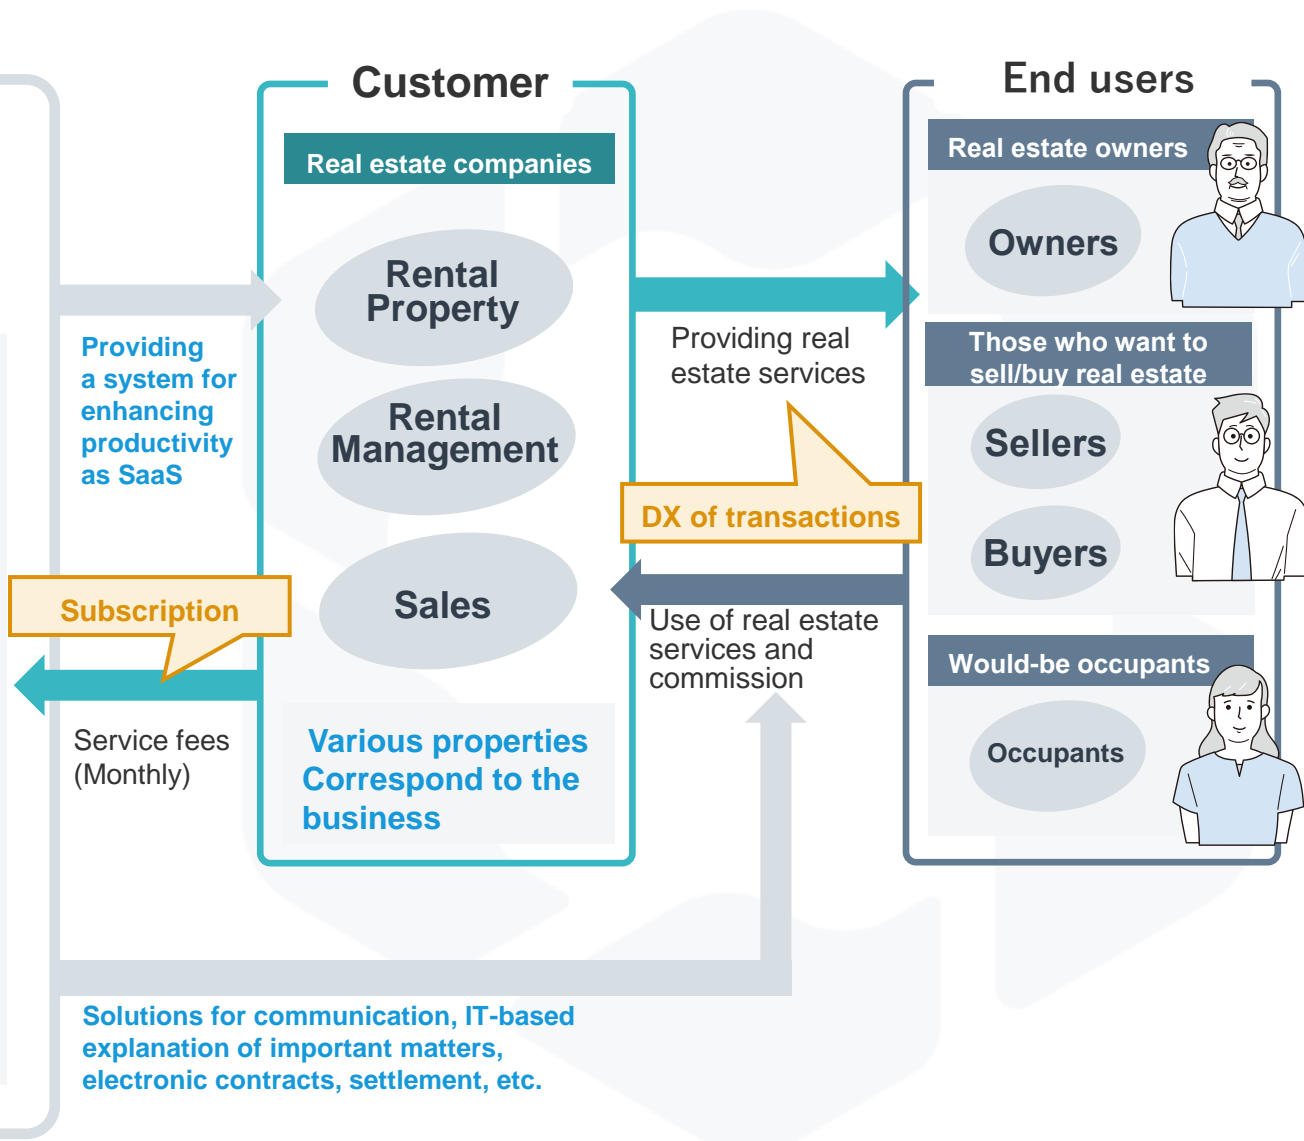 Customer
Real estate companies
Rental
Property
Rental
Management
Sales
Various properties
Correspond to the
business
Providing
a system for
enhancing
productivity
as SaaS
Subscription
Service fees
(Monthly)
Providing real
estate services
DX of transactions
Use of real estate
services and
commission
Solutions for communication, IT-based
explanation of important matters,
electronic contracts, settlement, etc.
End users
Real estate owners
Owners
Those who want to
sell/buy real estate
Sellers
Buyers
Would-be occupants
Occupants